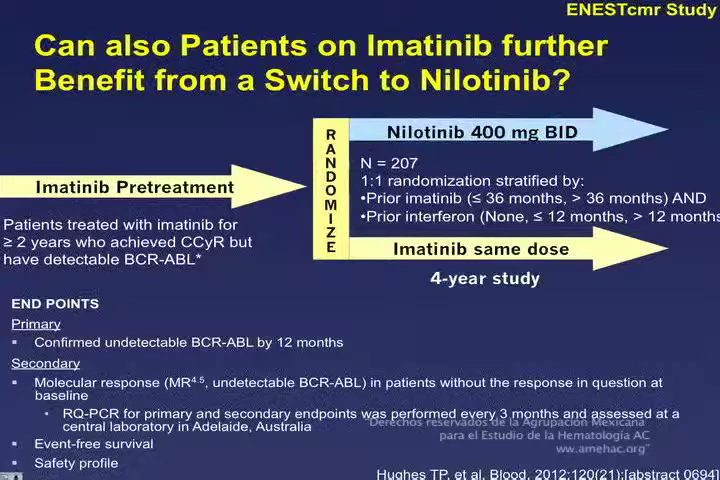 ENESTcmr Study
Can also Patients on Imatinib further
Benefit from a Switch to Nilotinib?
Imatinib Pretreatment
Patients treated with imatinib for
≥ 2 years who achieved CCyR but
have detectable BCR-ABL*
RANDOMIZE
Nilotinib 400 mg BID
N = 207
1:1 randomization stratified by:
•Prior imatinib (≤ 36 months, > 36 months) AND
•Prior interferon (None, ≤ 12 months, > 12 months
Imatinib same dose
4-year study
END POINTS
Primary
▪ Confirmed undetectable BCR-ABL by 12 months
Secondary
▪ Molecular response (MR4.5, undetectable BCR-ABL) in patients without the response in question at
baseline
• RQ-PCR for primary and secondary endpoints was performed every 3 months and assessed at a
central laboratory in Adelaide, Australia
▪ Event-free survival
▪ Safety profile
Derechos reservados de la Agrupación Mexicana
para el Estudio de la Hematología AC
ww.amehac.org"
Hughes TP, et al. Blood. 2012;120(21):[abstract 0694]